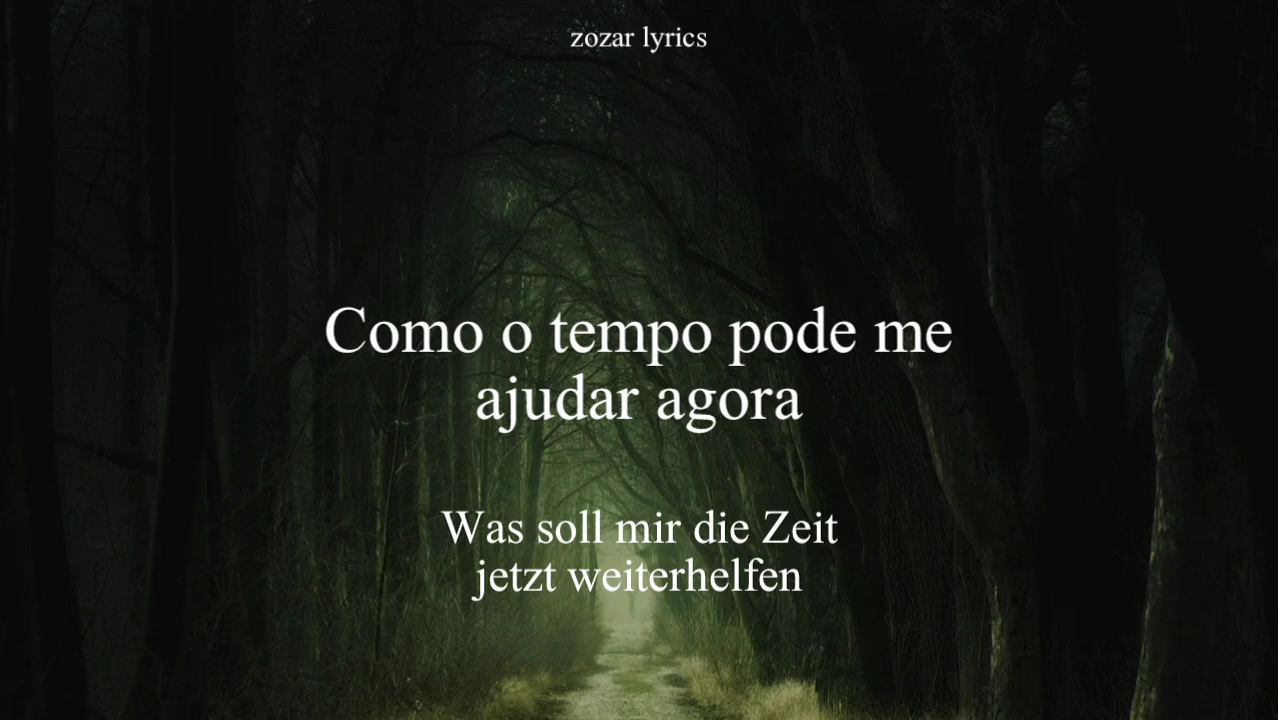 zozar lyrics
Como o tempo pode me
ajudar agora
Was soll mir die Zeit
jetzt weiterhelfen